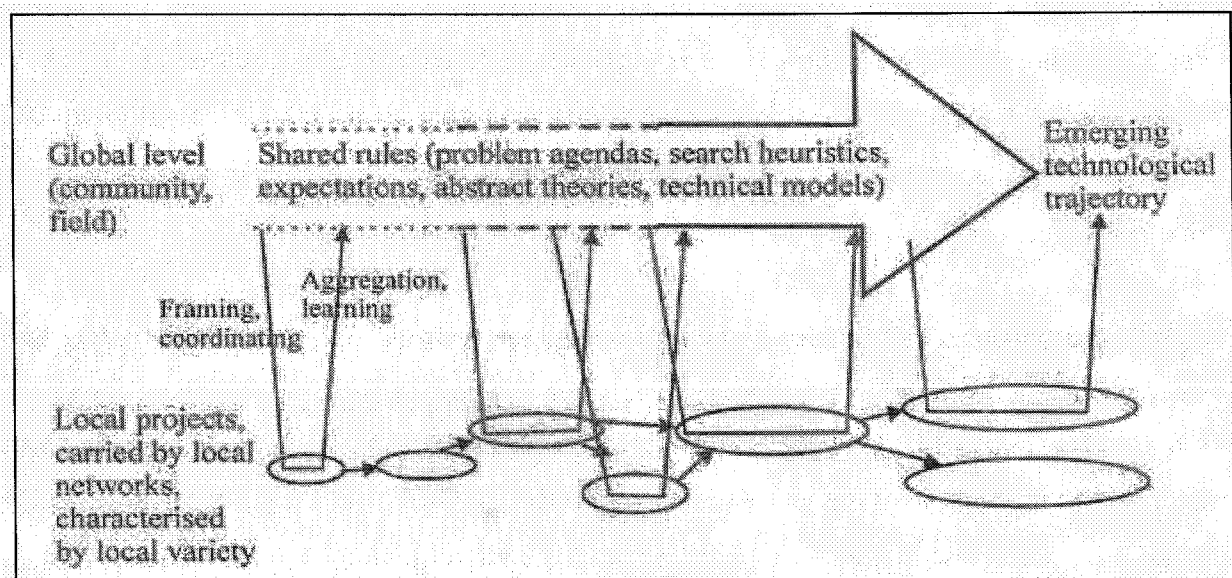 Global level
(community,
field)
Shared rules (problem agendas, search heuristics,
expectations, abstract theories, technical models)
Emerging
technological
trajectory
Framing,
coordinating
Aggregation,
learning
Local projects,
carried by local
networks,
characterised
by local variety